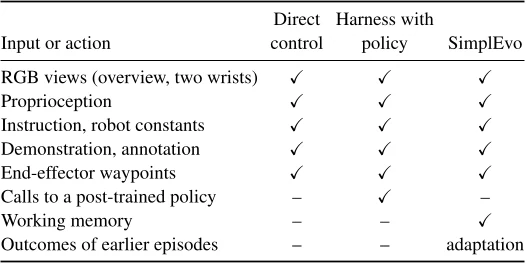 Direct Harness with
Input or action control policy SimplEvo
RGB views (overview, two wrists) ✓ ✓ ✓
Proprioception ✓ ✓ ✓
Instruction, robot constants ✓ ✓ ✓
Demonstration, annotation ✓ ✓ ✓
End-effector waypoints ✓ ✓ ✓
Calls to a post-trained policy – ✓ –
Working memory – – ✓
Outcomes of earlier episodes – – adaptation